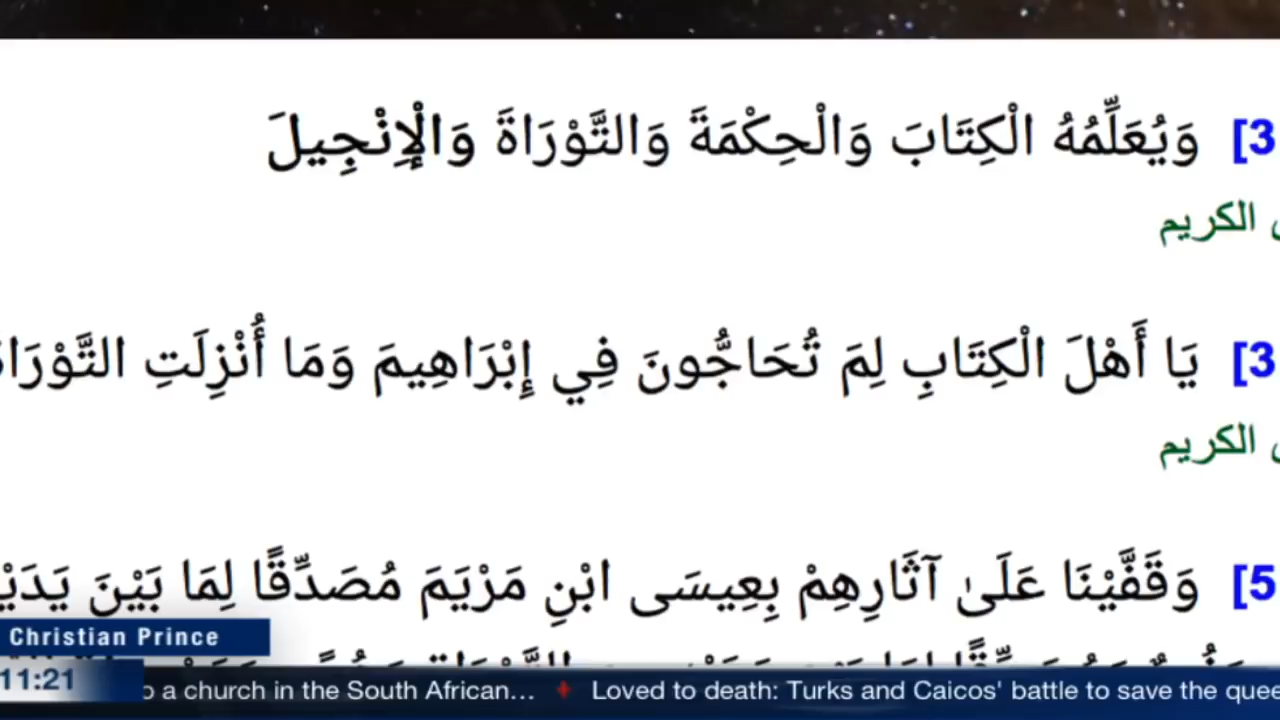 [3 وَيُعَلِّمُهُ الْكِتَابَ وَالْحِكْمَةَ وَالتَّوْرَاةَ وَالْإِنْجِيلَ
الكريم
[3 يَا أَهْلَ الْكِتَابِ لِمَ تُحَاجُّونَ فِي إِبْرَاهِيمَ وَمَا أُنْزِلَتِ
الكريم
[5 وَقَفَّيْنَا عَلَىٰ آثَارِهِمْ بِعِيسَى ابْنِ مَرْيَمَ مُصَدِّقًا لِمَا بَيْنَ
Christian Prince
11:21 o a church in the South African... Loved to death: Turks and Caicos' battle to save the